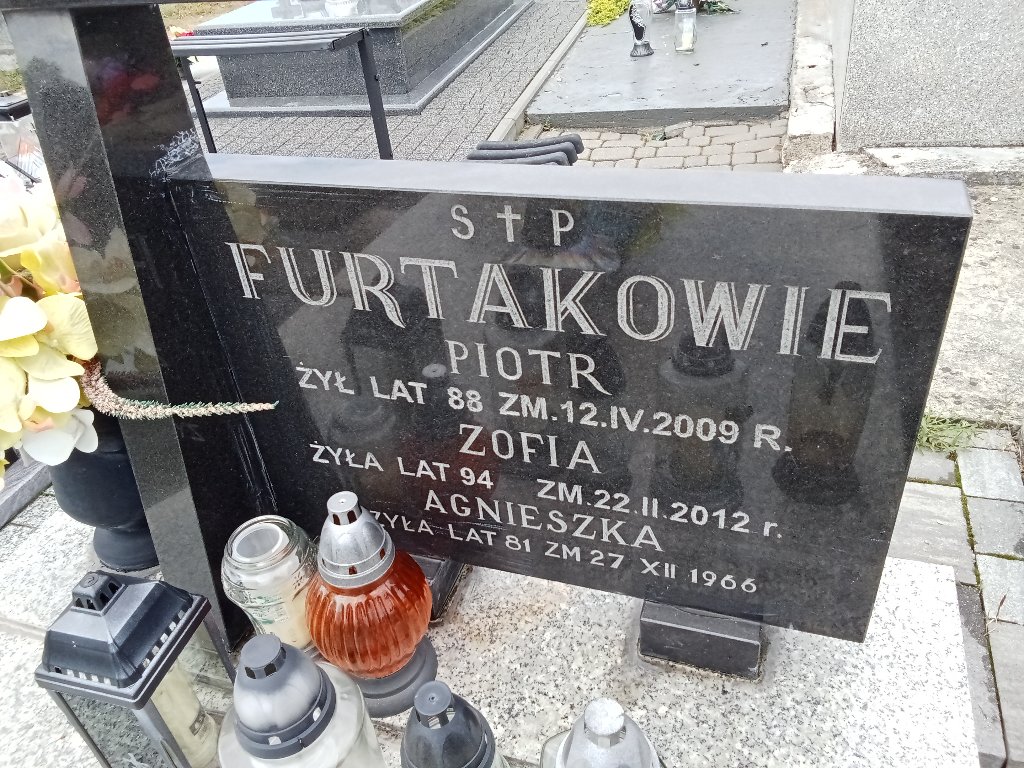 S † P
FURTAKOWIE
PIOTR
ŻYŁ LAT 88 ZM.12.IV.2009 R.
ZOFIA
ŻYŁA LAT 94 ZM.22.II.2012 r.
AGNIESZKA
ŻYŁA LAT 81 ZM 27 XII 1966